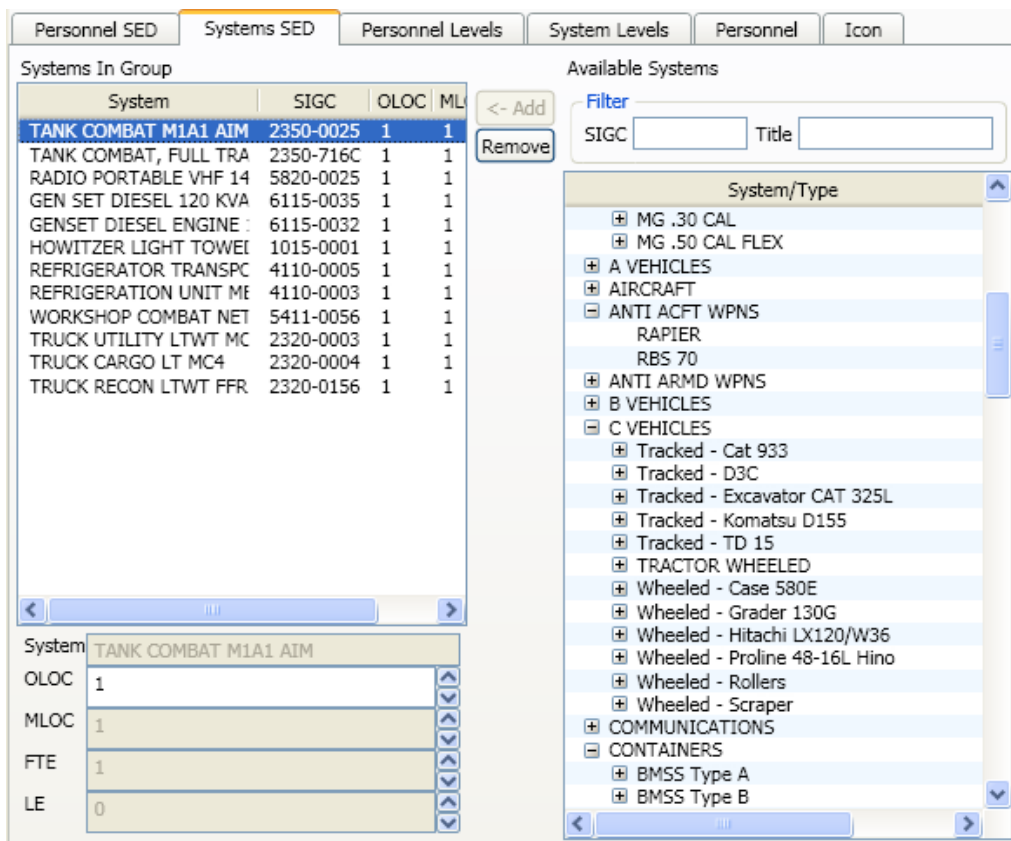 Personnel SED Systems SED Personnel Levels System Levels Personnel Icon
Systems In Group
System SIGC OLOC ML
TANK COMBAT M1A1 AIM 2350-0025 1 1
TANK COMBAT, FULL TRA 2350-716C 1 1
RADIO PORTABLE VHF 14 5820-0025 1 1
GEN SET DIESEL 120 KVA 6115-0035 1 1
GENSET DIESEL ENGINE 6115-0032 1 1
HOWITZER LIGHT TOWE 1015-0001 1 1
REFRIGERATOR TRANSPC 4110-0005 1 1
REFRIGERATION UNIT ME 4110-0003 1 1
WORKSHOP COMBAT NET 5411-0056 1 1
TRUCK UTILITY LTWT MC 2320-0003 1 1
TRUCK CARGO LT MC4 2320-0004 1 1
TRUCK RECON LTWT FFR 2320-0156 1 1
<- Add
Remove
System TANK COMBAT M1A1 AIM
OLOC 1
MLOC 1
FTE 1
LE 0
Available Systems
Filter
SIGC Title
System/Type
MG .30 CAL
MG .50 CAL FLEX
A VEHICLES
AIRCRAFT
ANTI ACFT WPNS
RAPIER
RBS 70
ANTI ARMD WPNS
B VEHICLES
C VEHICLES
Tracked - Cat 933
Tracked - D3C
Tracked - Excavator CAT 325L
Tracked - Komatsu D155
Tracked - TD 15
TRACTOR WHEELED
Wheeled - Case 580E
Wheeled - Grader 130G
Wheeled - Hitachi LX120/W36
Wheeled - Proline 48-16L Hino
Wheeled - Rollers
Wheeled - Scraper
COMMUNICATIONS
CONTAINERS
BMSS Type A
BMSS Type B